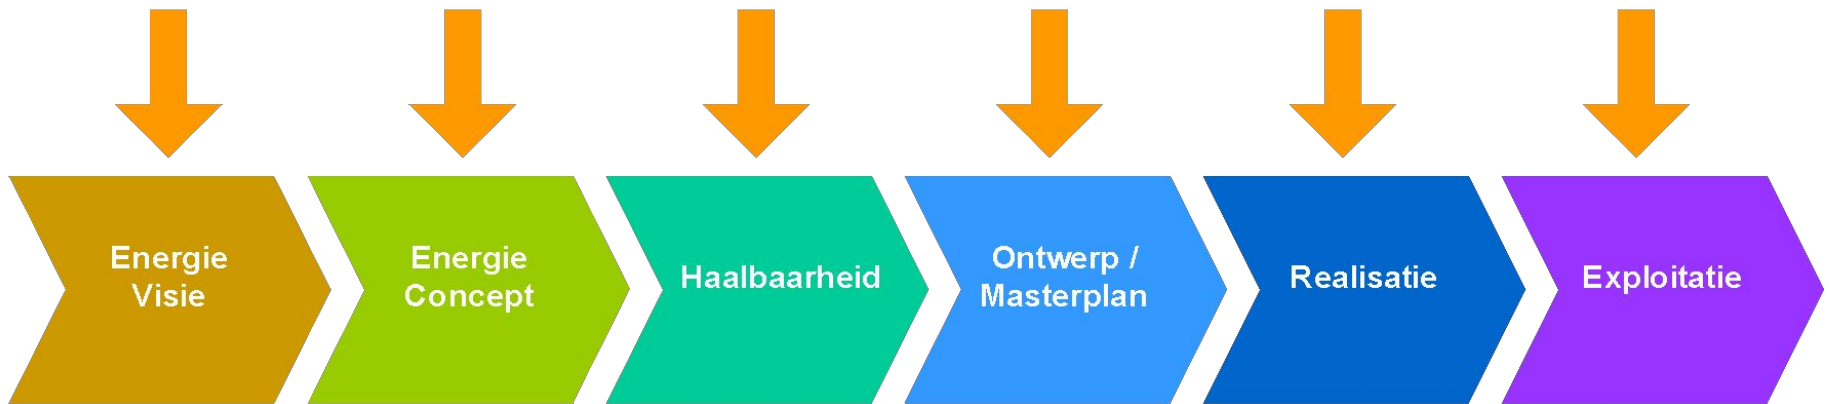 Energie
Visie
Energie
Concept
Haalbaarheid
Ontwerp /
Masterplan
Realisatie
Exploitatie